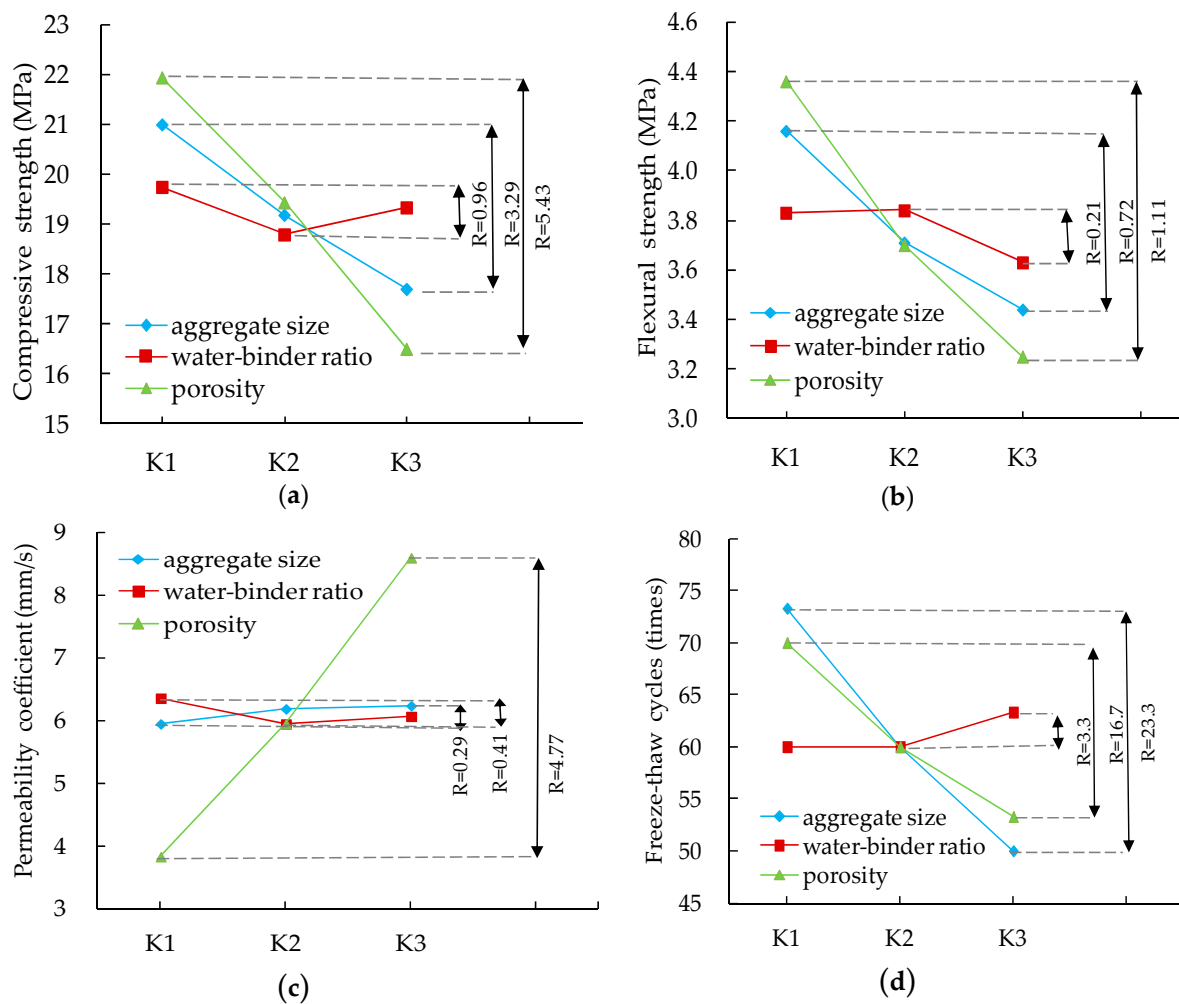 Compressive strength (MPa)
23
22
21
20
19
18
17
16
15
aggregate size
water-binder ratio
porosity
R=0.96
R=3.29
R=5.43
K1 K2 K3
(a)
Flexural strength (MPa)
4.6
4.4
4.2
4.0
3.8
3.6
3.4
3.2
3.0
aggregate size
water-binder ratio
porosity
R=0.21
R=0.72
R=1.11
K1 K2 K3
(b)
Permeability coefficient (mm/s)
9
8
7
6
5
4
3
aggregate size
water-binder ratio
porosity
R=0.29
R=0.41
R=4.77
K1 K2 K3
(c)
Freeze-thaw cycles (times)
80
75
70
65
60
55
50
45
aggregate size
water-binder ratio
porosity
R=3.3
R=16.7
R=23.3
K1 K2 K3
(d)